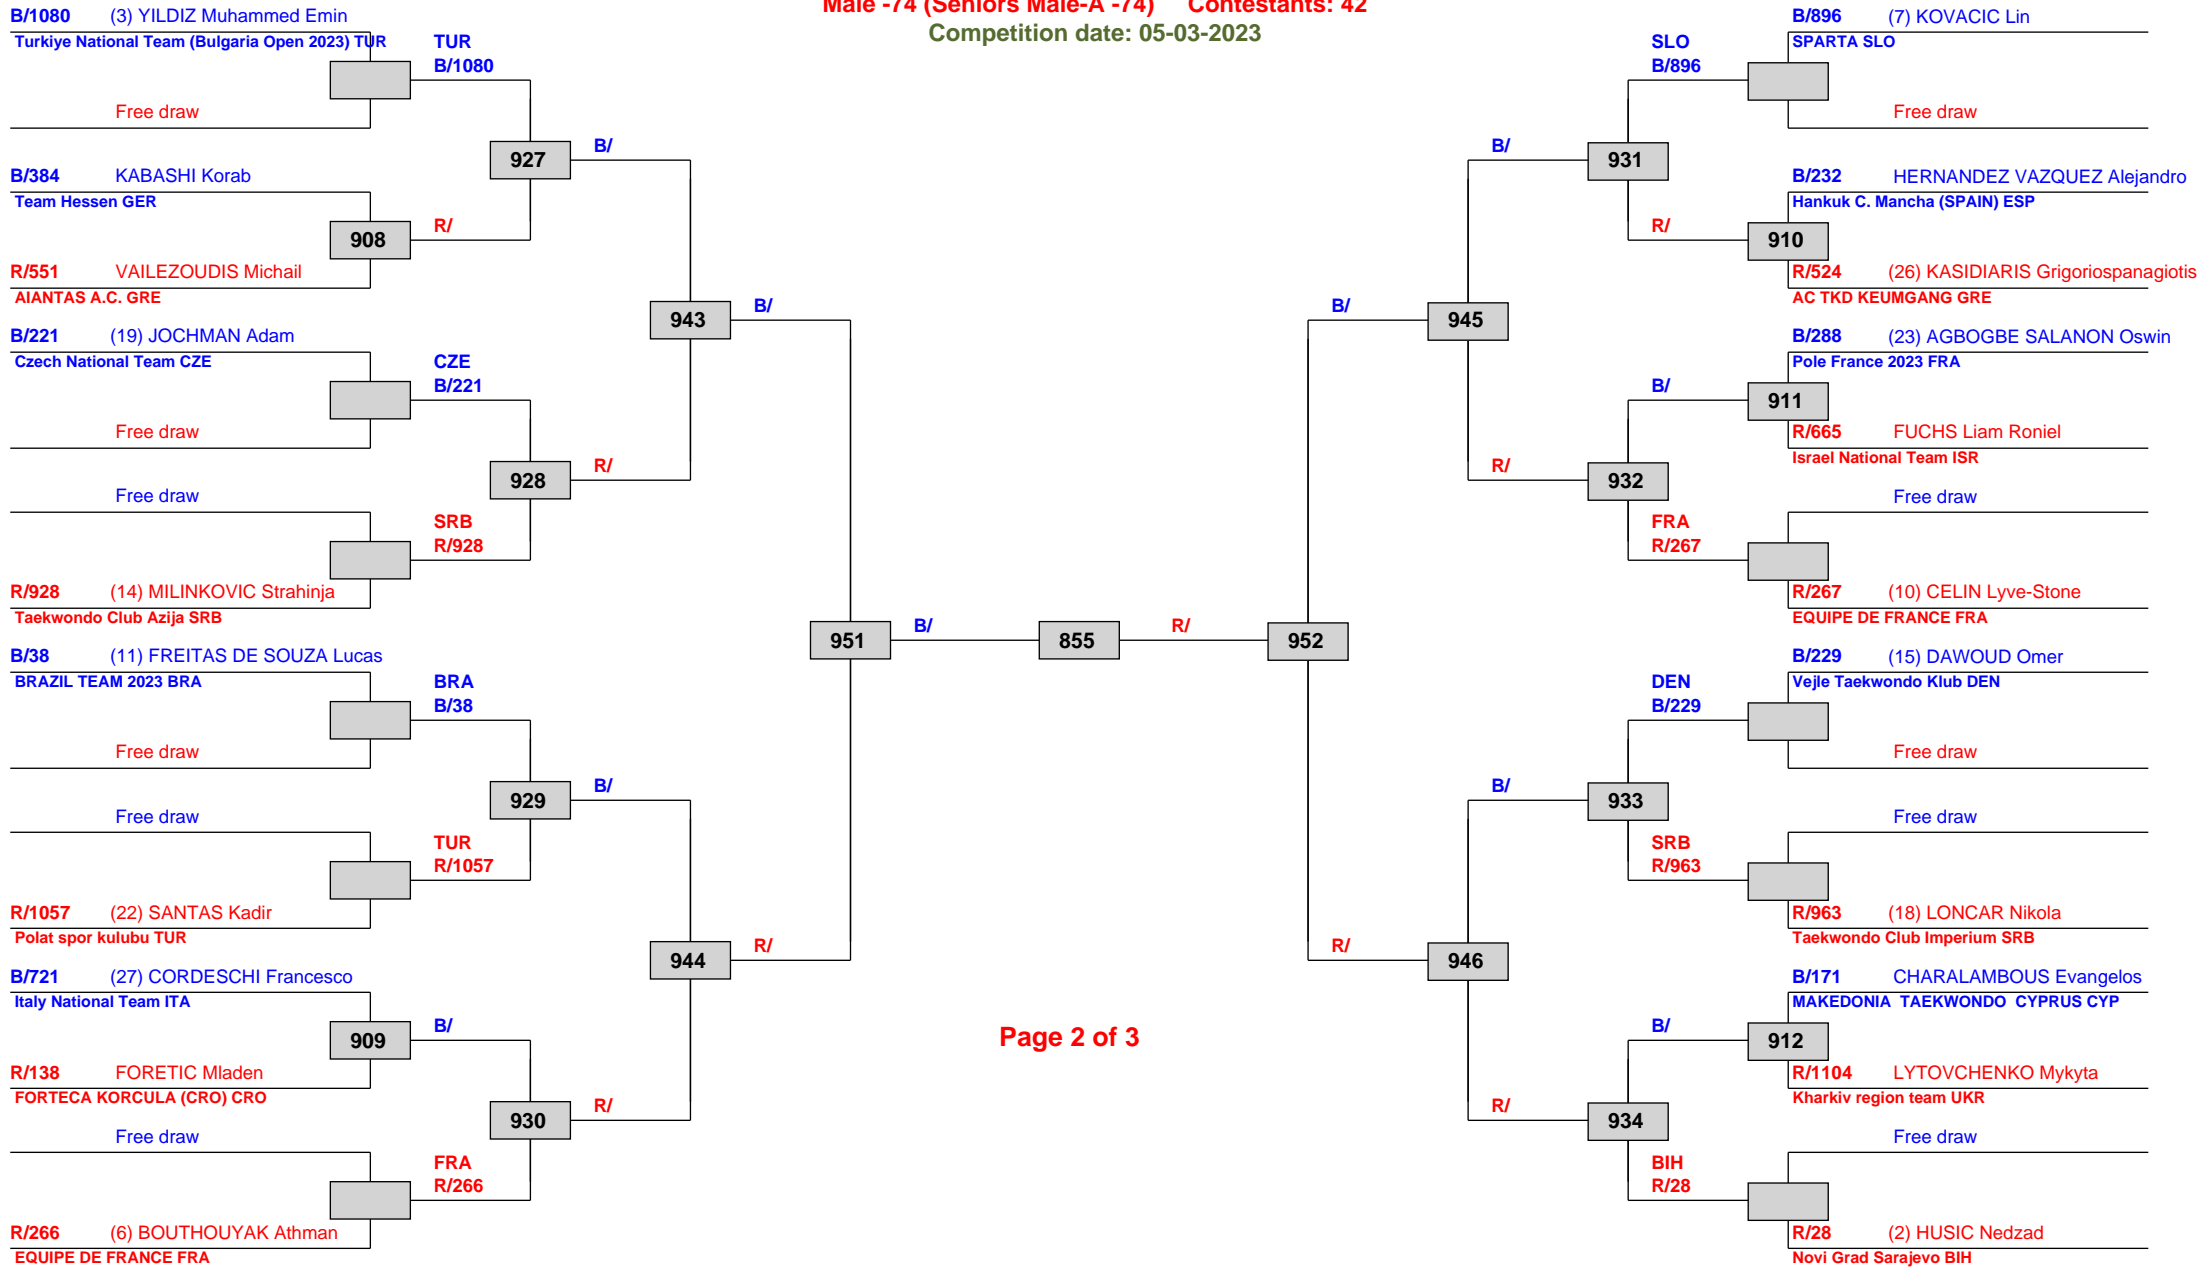 Male -74 (Seniors Male-A -74) Contestants: 42
Competition date: 05-03-2023
B/1080 (3) YILDIZ Muhammed Emin
Turkiye National Team (Bulgaria Open 2023) TUR
Free draw
TUR
B/1080
B/384 KABASHI Korab
Team Hessen GER
908
R/551 VAILEZOUDIS Michail
AIANTAS A.C. GRE
R/
927
B/
B/221 (19) JOCHMAN Adam
Czech National Team CZE
Free draw
CZE
B/221
Free draw
R/928 (14) MILINKOVIC Strahinja
Taekwondo Club Azija SRB
SRB
R/928
928
R/
943
B/
B/38 (11) FREITAS DE SOUZA Lucas
BRAZIL TEAM 2023 BRA
Free draw
BRA
B/38
Free draw
R/1057 (22) SANTAS Kadir
Polat spor kulubu TUR
TUR
R/1057
929
B/
B/721 (27) CORDESCHI Francesco
Italy National Team ITA
909
R/138 FORETIC Mladen
FORTECA KORCULA (CRO) CRO
B/
Free draw
R/266 (6) BOUTHOUYAK Athman
EQUIPE DE FRANCE FRA
FRA
R/266
930
R/
944
R/
951
B/
855
R/
952
B/
R/
945
B/
R/
931
SLO
B/896
B/896 (7) KOVACIC Lin
SPARTA SLO
Free draw
R/
910
B/232 HERNANDEZ VAZQUEZ Alejandro
Hankuk C. Mancha (SPAIN) ESP
R/524 (26) KASIDIARIS Grigoriospanagiotis
AC TKD KEUMGANG GRE
932
B/
911
B/288 (23) AGBOGBE SALANON Oswin
Pole France 2023 FRA
R/665 FUCHS Liam Roniel
Israel National Team ISR
FRA
R/267
Free draw
R/267 (10) CELIN Lyve-Stone
EQUIPE DE FRANCE FRA
946
B/
R/
933
DEN
B/229
B/229 (15) DAWOUD Omer
Vejle Taekwondo Klub DEN
Free draw
SRB
R/963
Free draw
R/963 (18) LONCAR Nikola
Taekwondo Club Imperium SRB
934
B/
912
B/171 CHARALAMBOUS Evangelos
MAKEDONIA TAEKWONDO CYPRUS CYP
R/1104 LYTOVCHENKO Mykyta
Kharkiv region team UKR
BIH
R/28
Free draw
R/28 (2) HUSIC Nedzad
Novi Grad Sarajevo BIH
Page 2 of 3